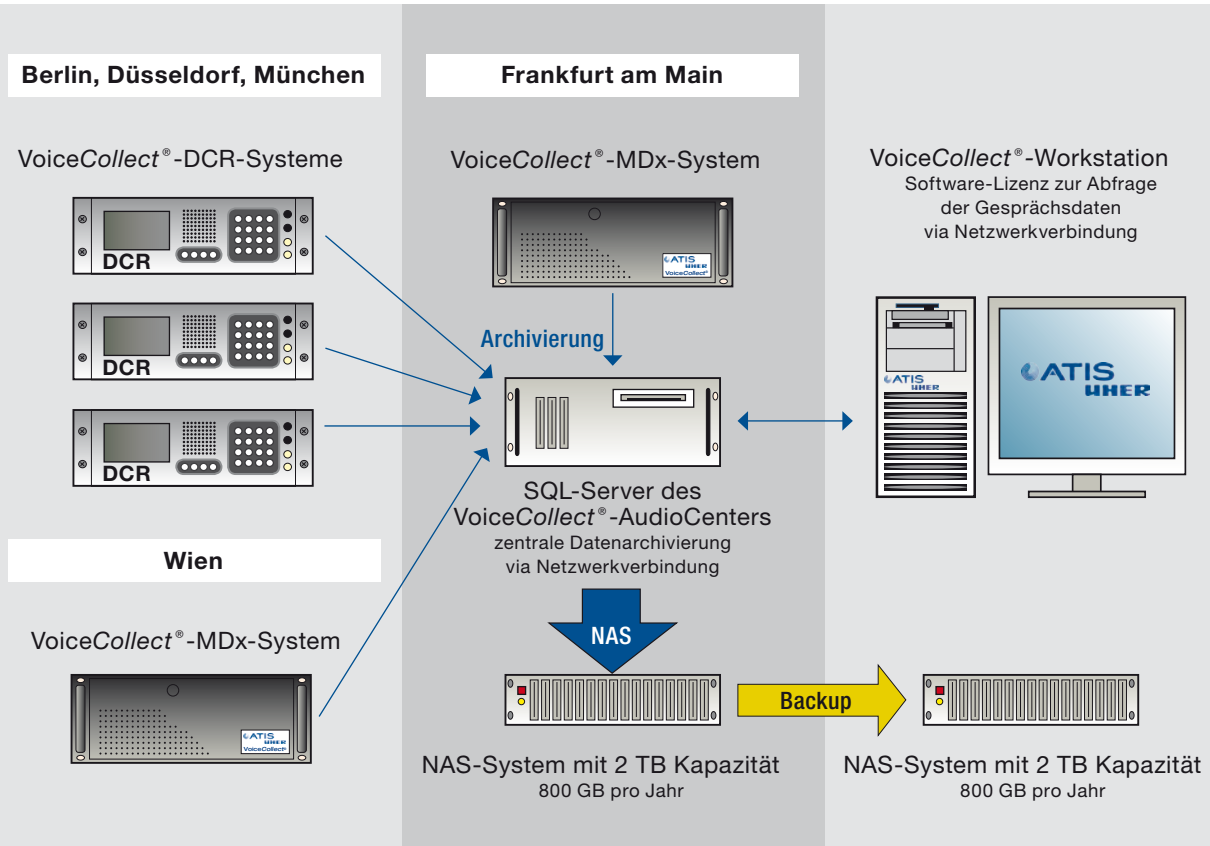 Berlin, Düsseldorf, München
VoiceCollect®-DCR-Systeme
DCR
DCR
DCR
Wien
VoiceCollect®-MDx-System
ATIS
UHER
VoiceCollect®
Frankfurt am Main
VoiceCollect®-MDx-System
ATIS
UHER
VoiceCollect®
Archivierung
SQL-Server des
VoiceCollect®-AudioCenters
zentrale Datenarchivierung
via Netzwerkverbindung
NAS
NAS-System mit 2 TB Kapazität
800 GB pro Jahr
Backup
VoiceCollect®-Workstation
Software-Lizenz zur Abfrage
der Gesprächsdaten
via Netzwerkverbindung
ATIS
UHER
ATIS
UHER
NAS-System mit 2 TB Kapazität
800 GB pro Jahr